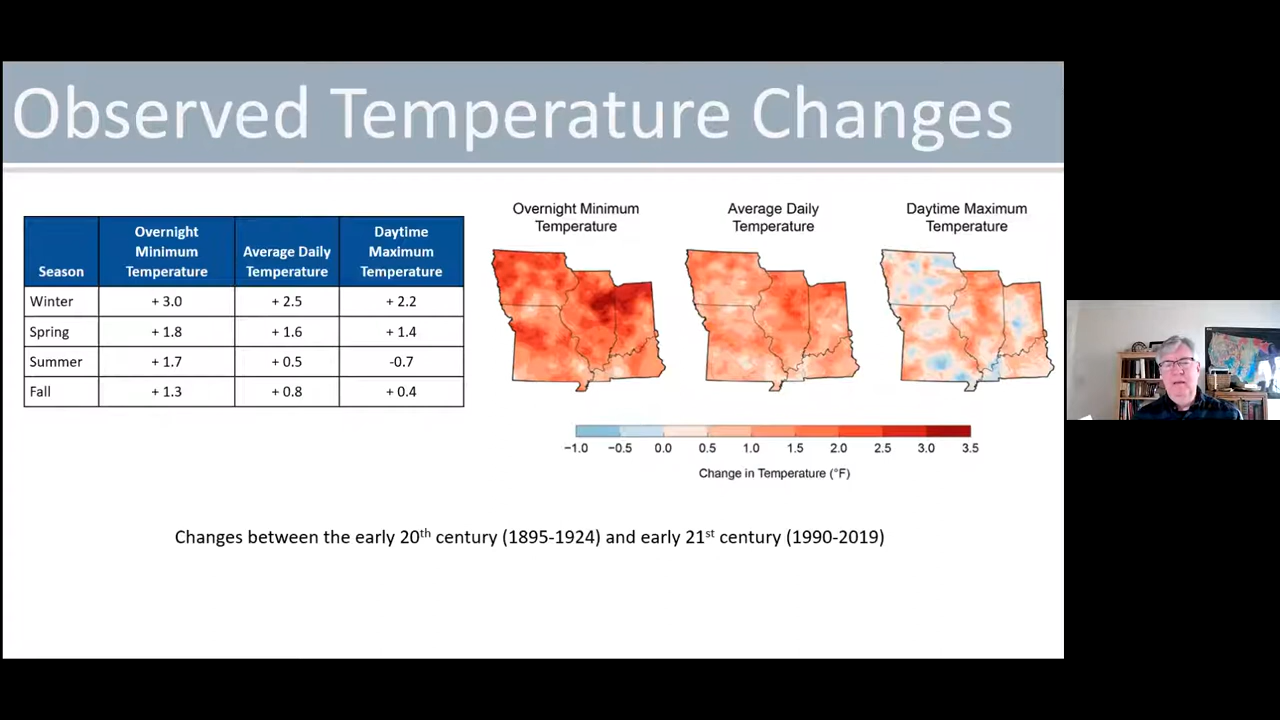 Observed Temperature Changes
Season
Overnight
Minimum
Temperature
Average Daily
Temperature
Daytime
Maximum
Temperature
Winter + 3.0 + 2.5 + 2.2
Spring + 1.8 + 1.6 + 1.4
Summer + 1.7 + 0.5 -0.7
Fall + 1.3 + 0.8 + 0.4
Overnight Minimum
Temperature
Average Daily
Temperature
Daytime Maximum
Temperature
−1.0 −0.5 0.0 0.5 1.0 1.5 2.0 2.5 3.0 3.5
Change in Temperature (°F)
Changes between the early 20th century (1895-1924) and early 21st century (1990-2019)